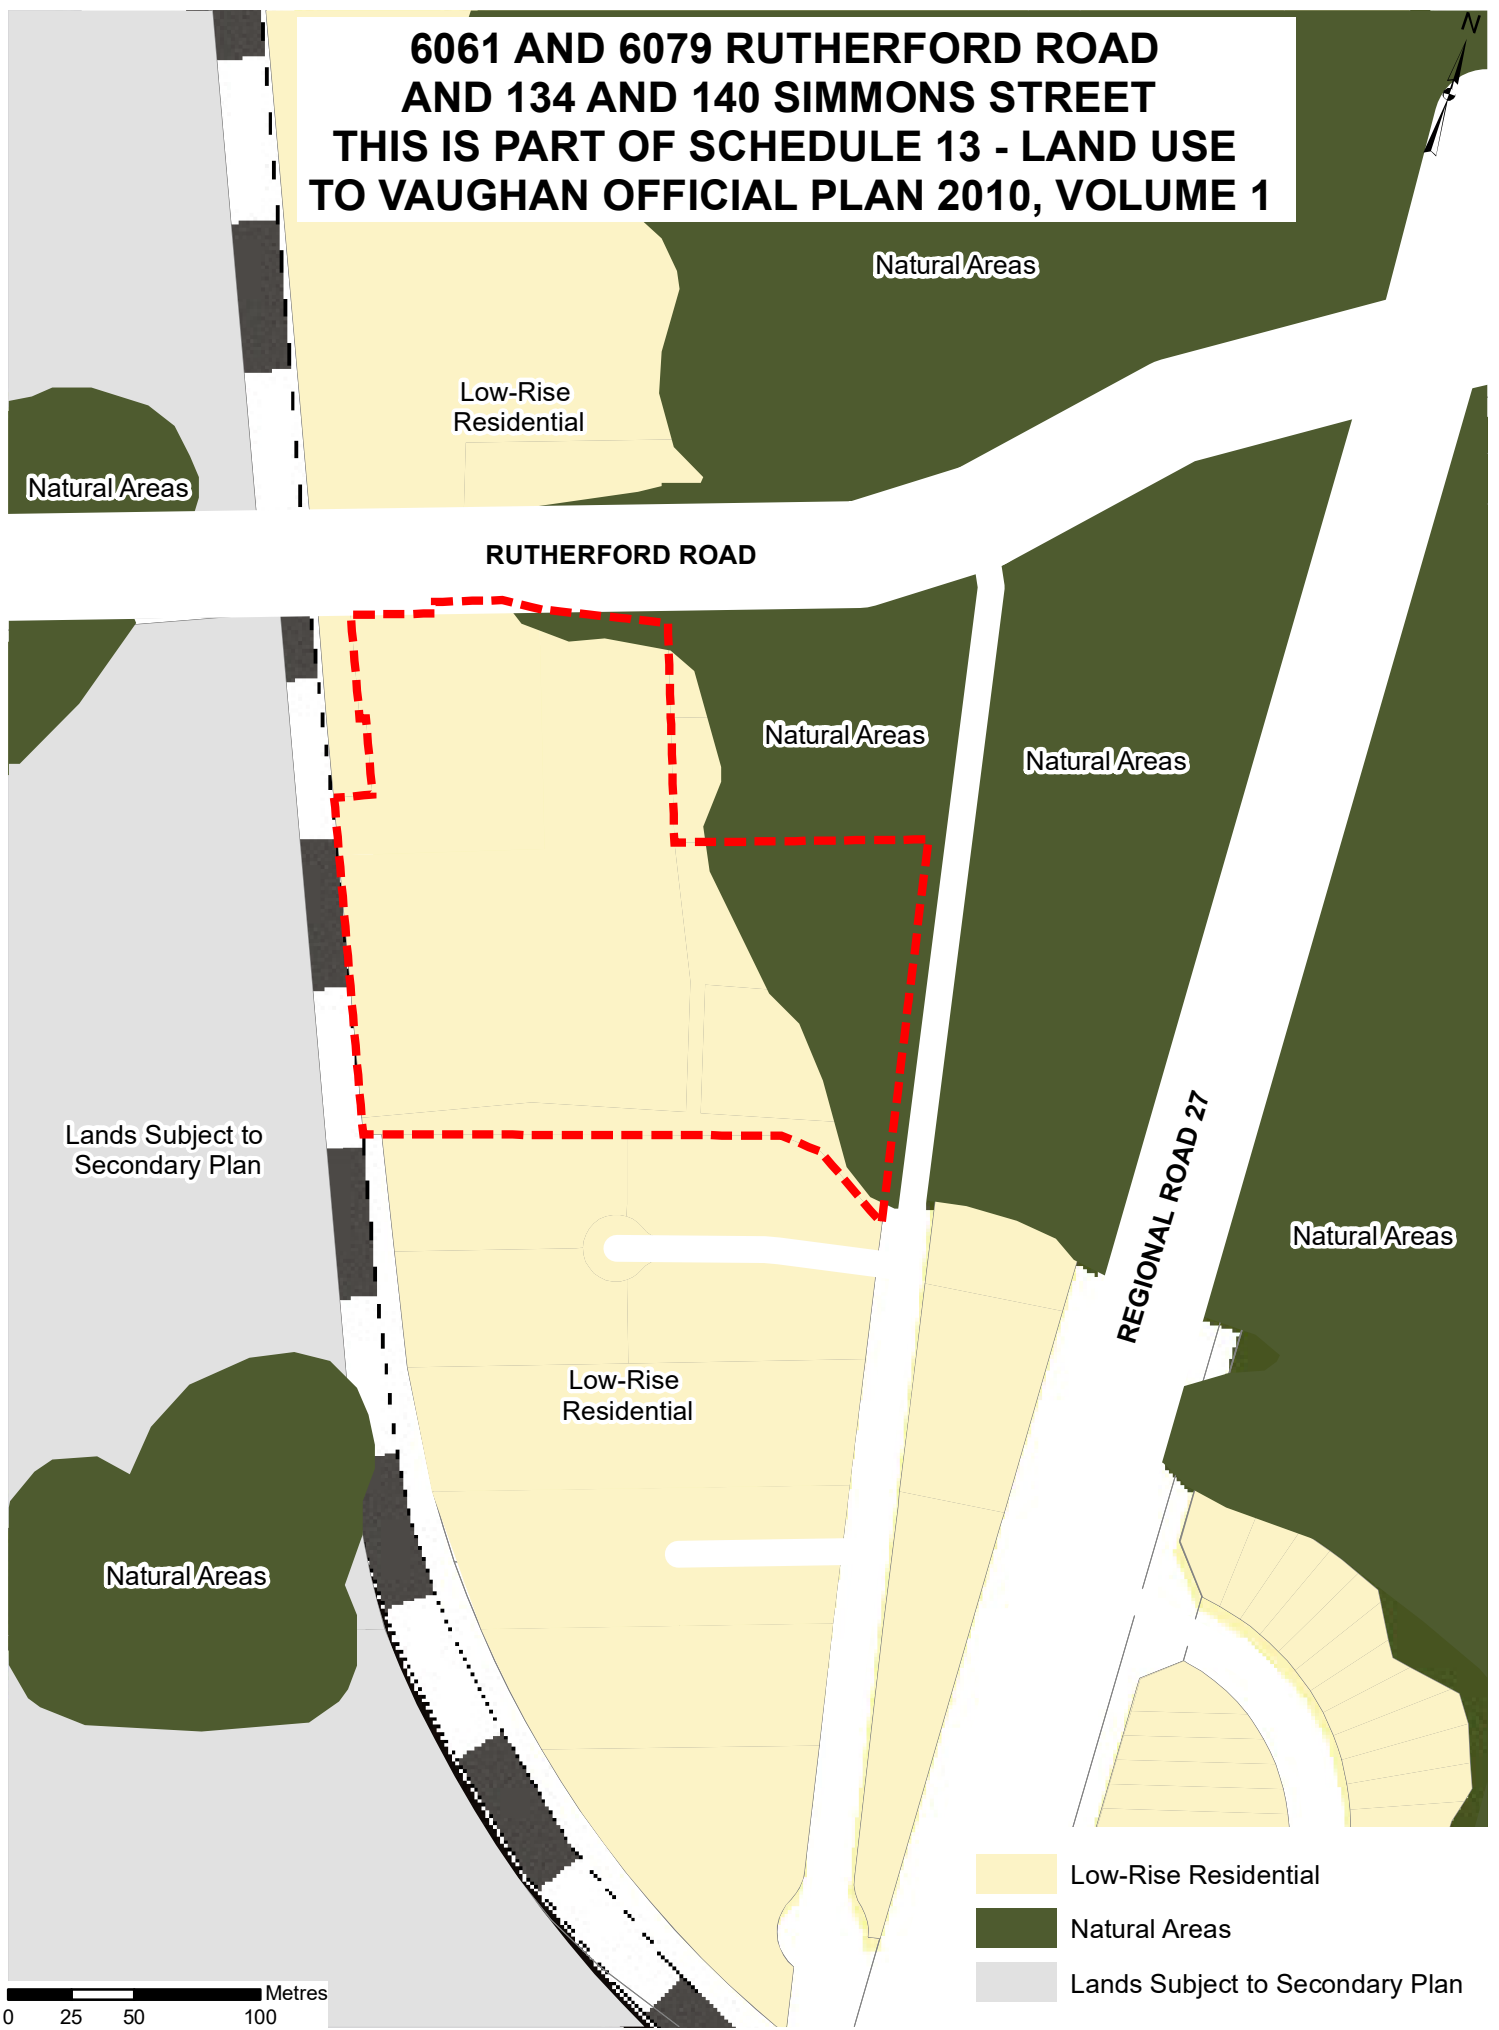 6061 AND 6079 RUTHERFORD ROAD
AND 134 AND 140 SIMMONS STREET
THIS IS PART OF SCHEDULE 13 - LAND USE
TO VAUGHAN OFFICIAL PLAN 2010, VOLUME 1
N
Natural Areas
Low-Rise
Residential
Natural Areas
RUTHERFORD ROAD
Natural Areas
Natural Areas
Lands Subject to
Secondary Plan
REGIONAL ROAD 27
Natural Areas
Low-Rise
Residential
Natural Areas
Low-Rise Residential
Natural Areas
Lands Subject to Secondary Plan
Metres
0 25 50 100